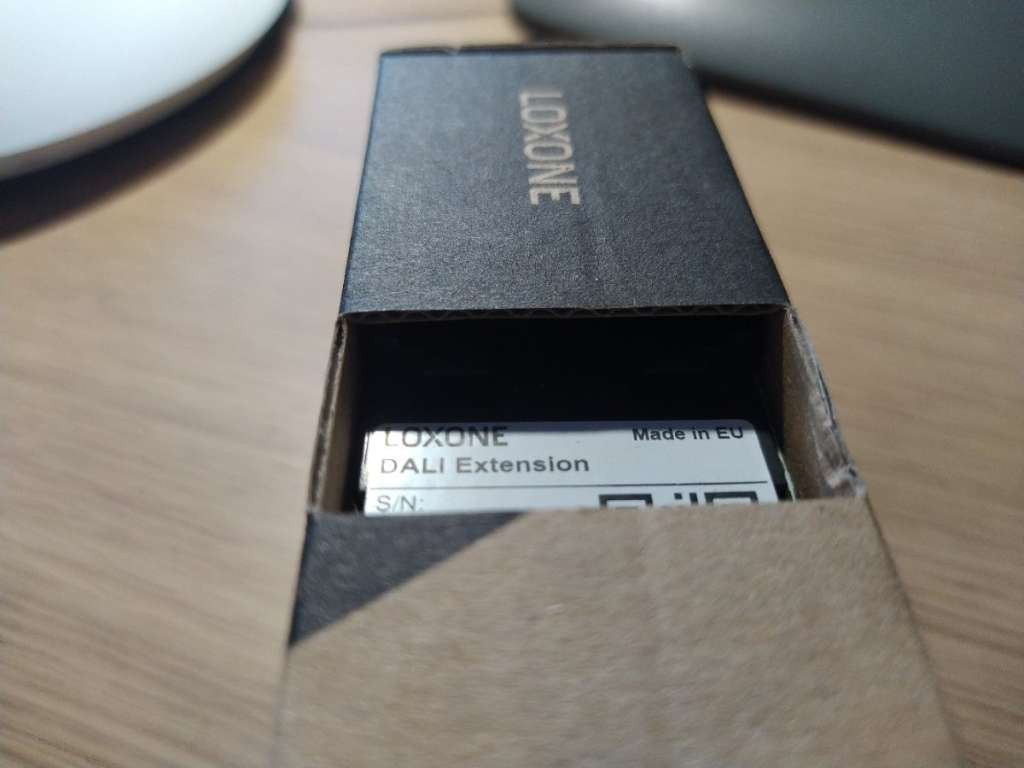 LOXONE
LOXONE
Made in EU
DALI Extension
S/N: